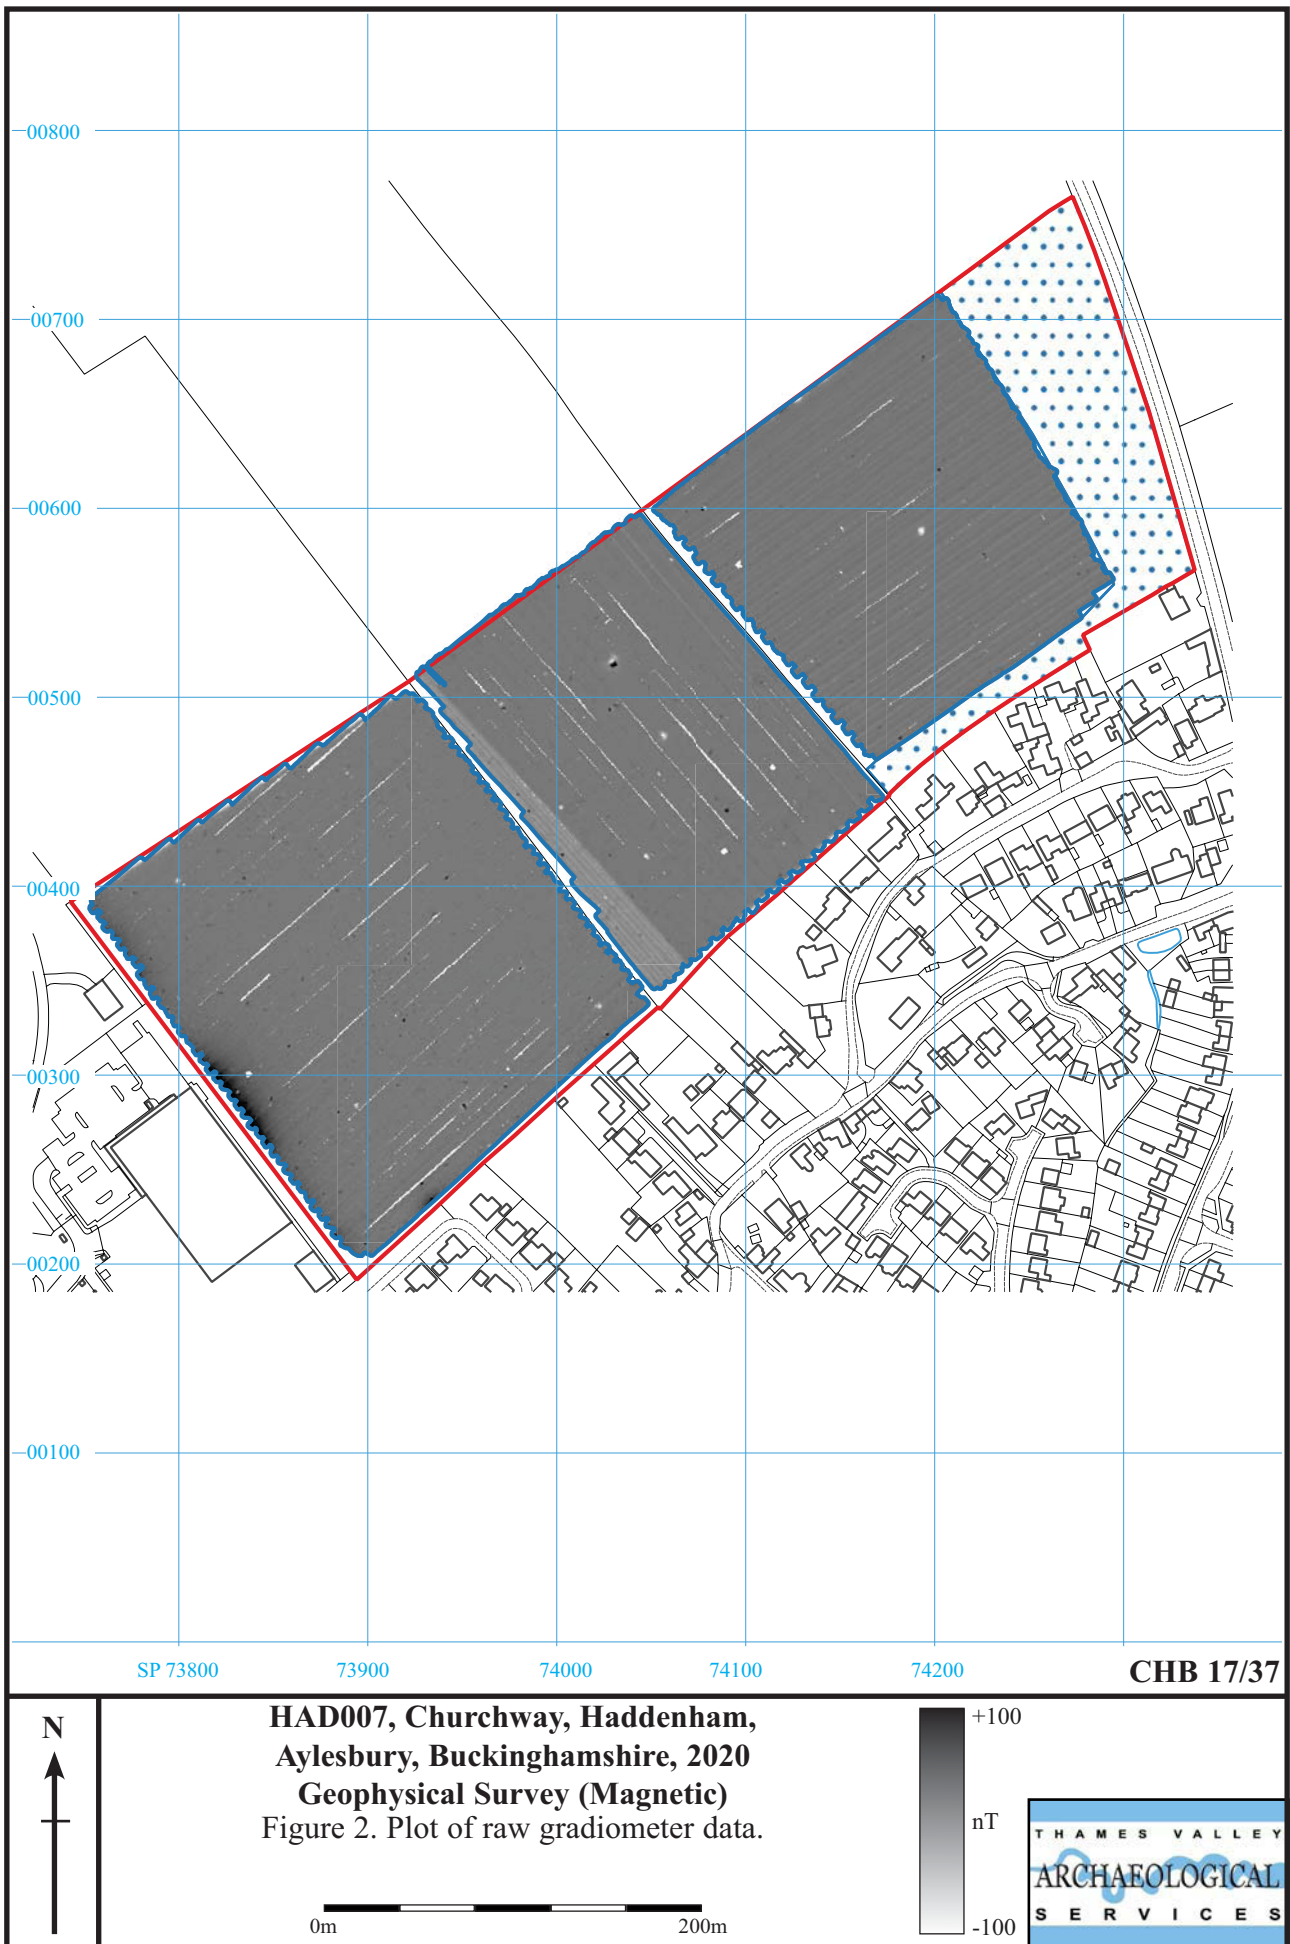 00800
00700
00600
00500
00400
00300
00200
00100
SP 73800
73900
74000
74100
74200
CHB 17/37
N
HAD007, Churchway, Haddenham,
Aylesbury, Buckinghamshire, 2020
Geophysical Survey (Magnetic)
Figure 2. Plot of raw gradiometer data.
0m
200m
+100
nT
-100
THAMES VALLEY
ARCHAEOLOGICAL
SERVICES